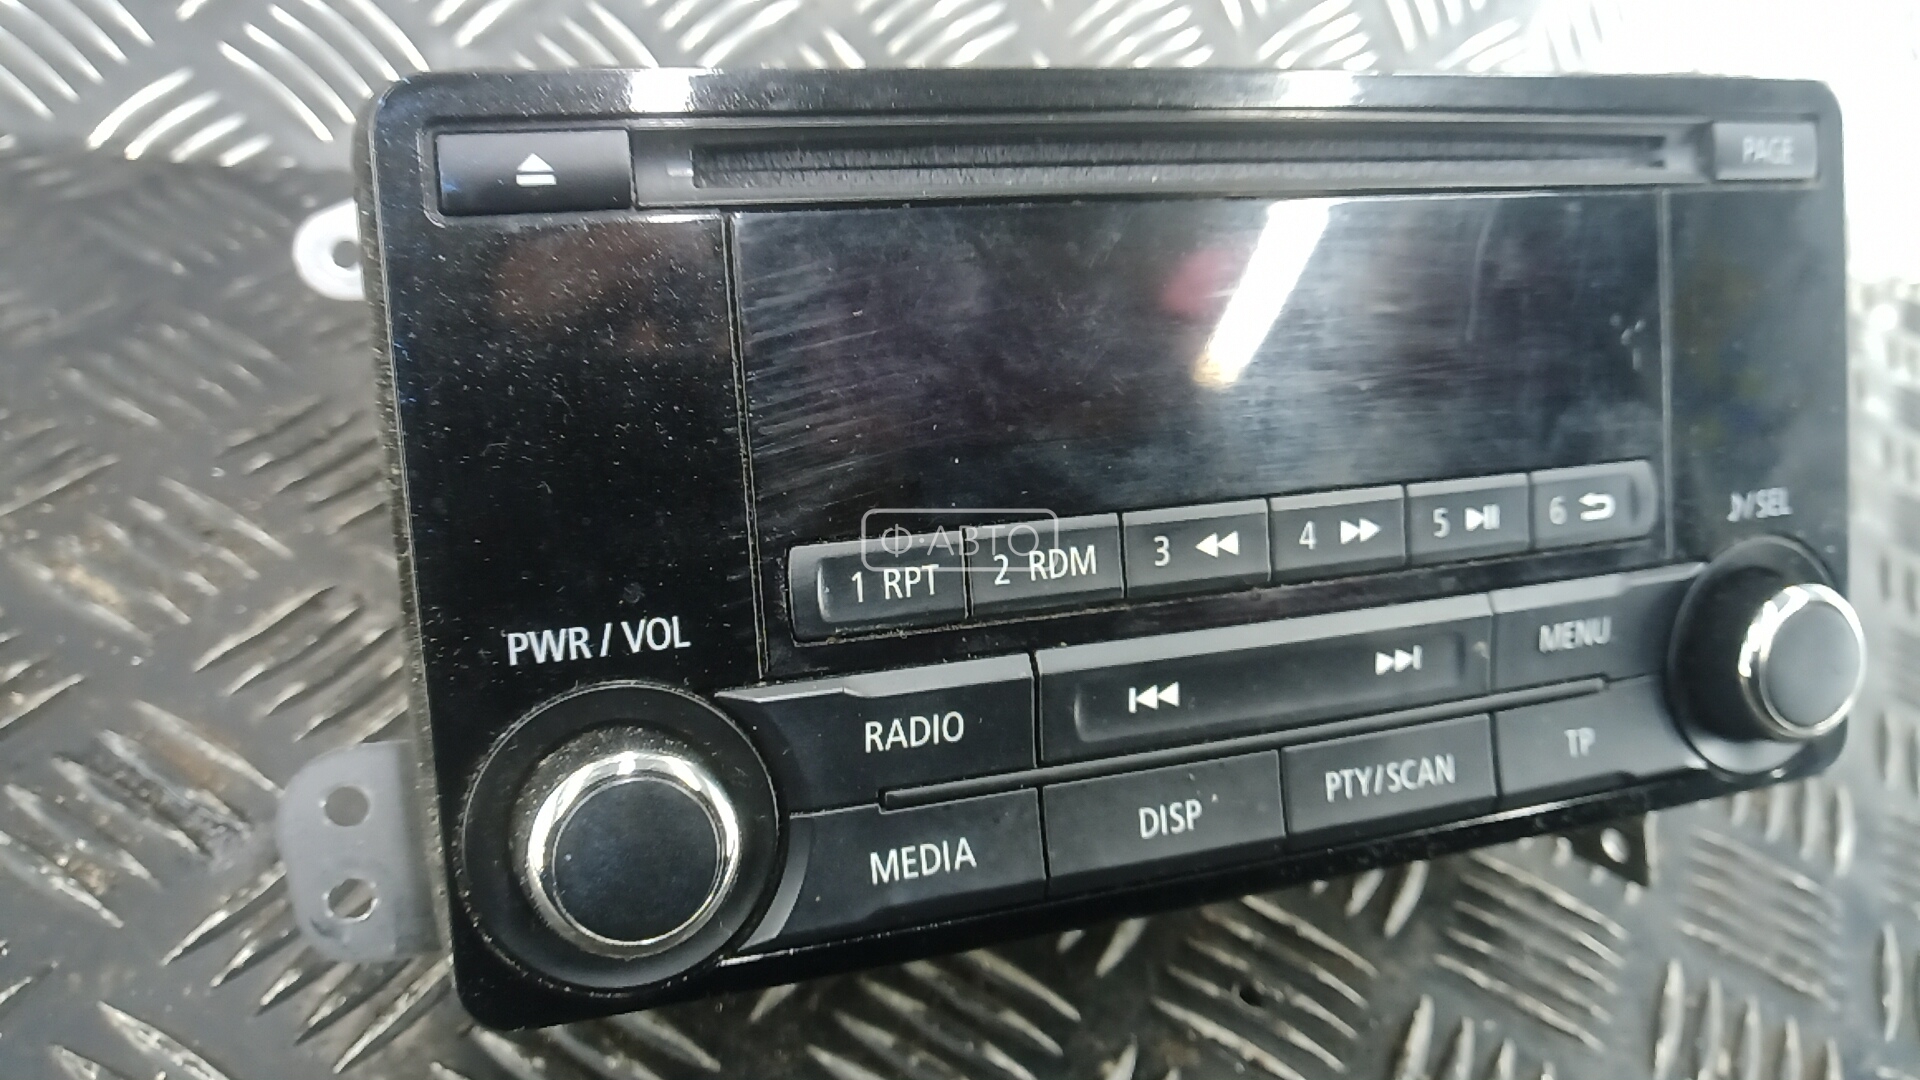 PAGE
♪/SEL
1 RPT
2 RDM
3
4
5
6
Ф·АВТО
PWR / VOL
RADIO
MENU
MEDIA
DISP
PTY/SCAN
TP